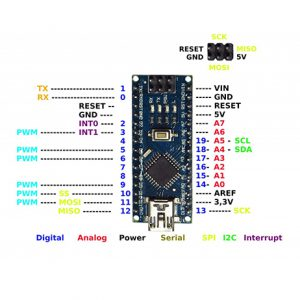 SCK
RESET MISO
GND 5V
MOSI
TX 1 VIN
RX 0 GND
RESET RESET
GND 5V
INT0 2 A7
PWM INT1 3 A6
4 19- A5 - SCL
PWM 5 18- A4 - SDA
PWM 6 17- A3
7 16- A2
8 15- A1
PWM 9 14- A0
PWM SS 10 AREF
PWM MOSI 11 3,3V
MISO 12 13 SCK
Digital Analog Power Serial SPI I2C Interrupt